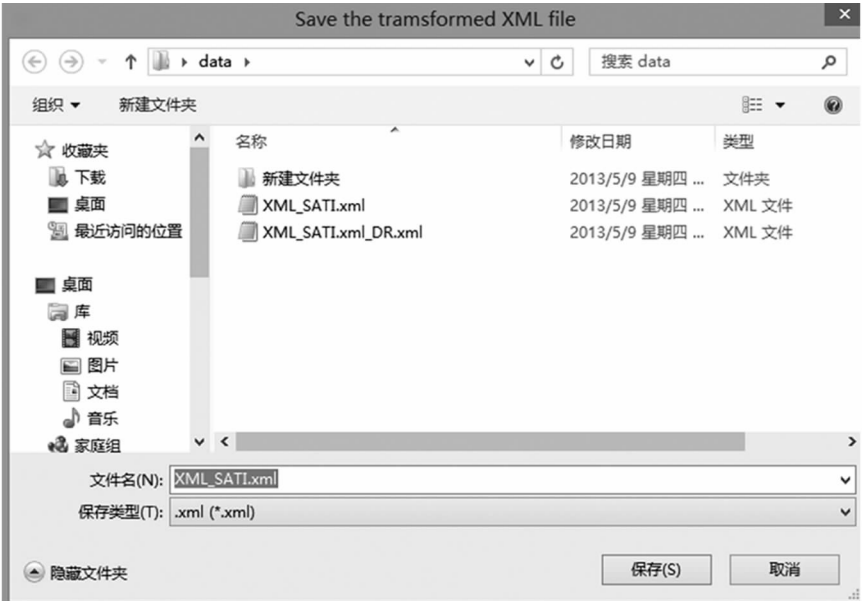 Save the tramsformed XML file
data
搜索 data
组织
新建文件夹
收藏夹
下载
桌面
最近访问的位置
桌面
库
视频
图片
文档
音乐
家庭组
名称 修改日期 类型
新建文件夹 2013/5/9 星期四 ... 文件夹
XML_SATI.xml 2013/5/9 星期四 ... XML 文件
XML_SATI.xml_DR.xml 2013/5/9 星期四 ... XML 文件
文件名(N): XML_SATI.xml
保存类型(T): .xml (*.xml)
隐藏文件夹
保存(S)
取消